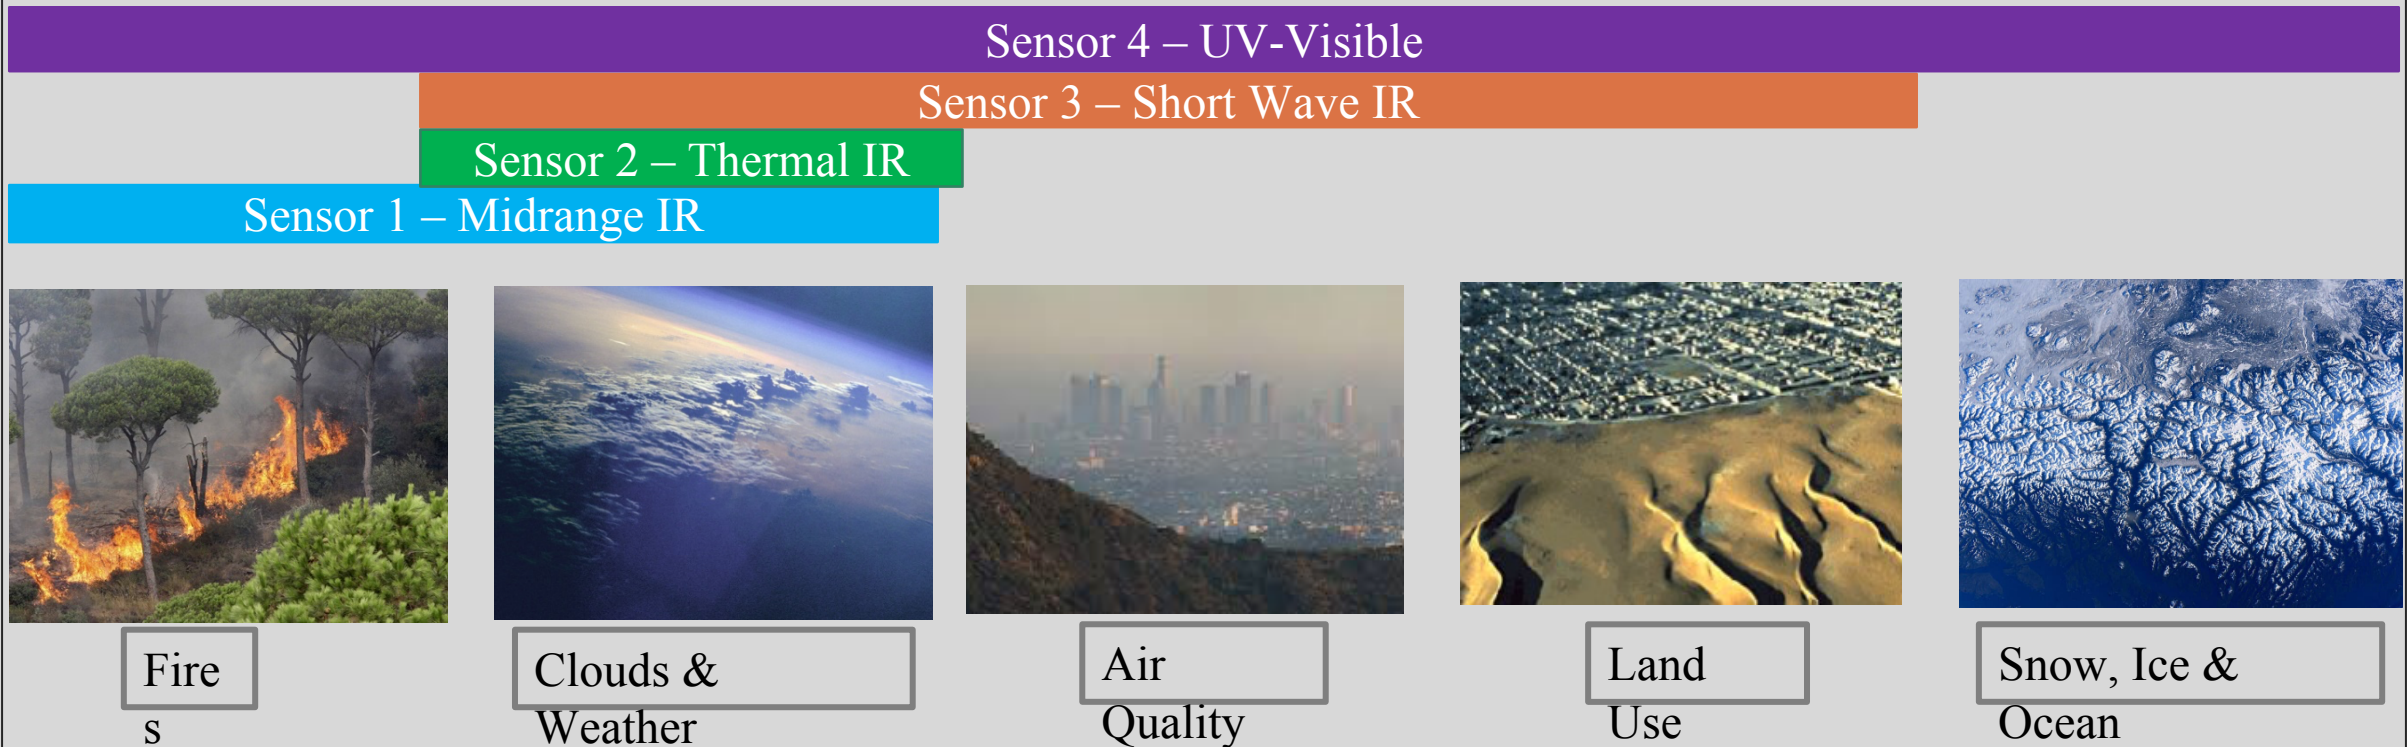 Sensor 4 – UV-Visible
Sensor 3 – Short Wave IR
Sensor 2 – Thermal IR
Sensor 1 – Midrange IR
Fire
s
Clouds &
Weather
Air
Quality
Land
Use
Snow, Ice &
Ocean